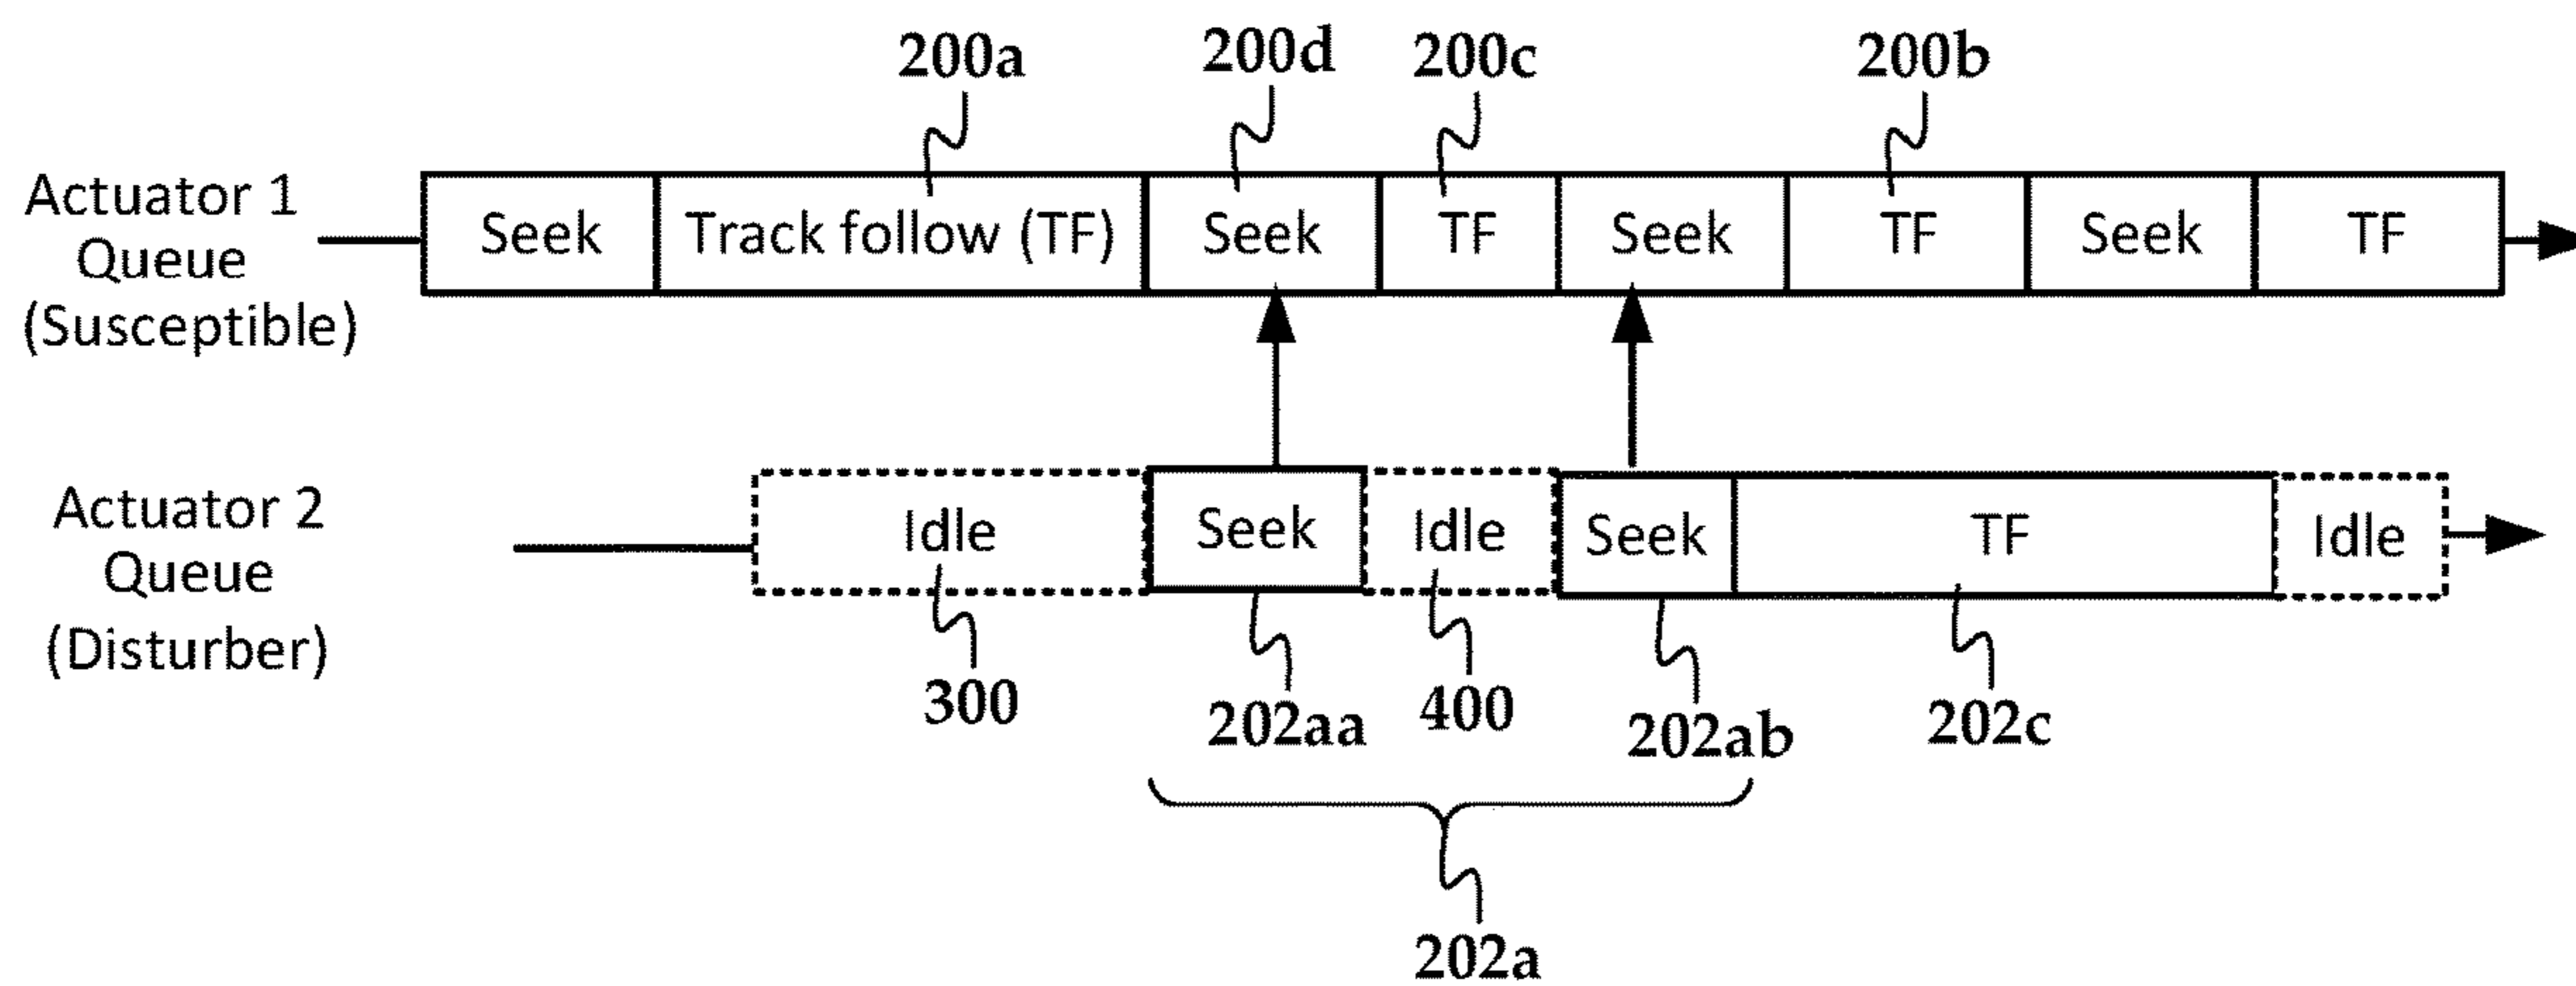 200a 200d 200c 200b
Actuator 1
Queue
(Susceptible)
Seek Track follow (TF) Seek TF Seek TF Seek TF
Actuator 2
Queue
(Disturber)
Idle Seek Idle Seek TF Idle
300 202aa 400 202ab 202c
202a